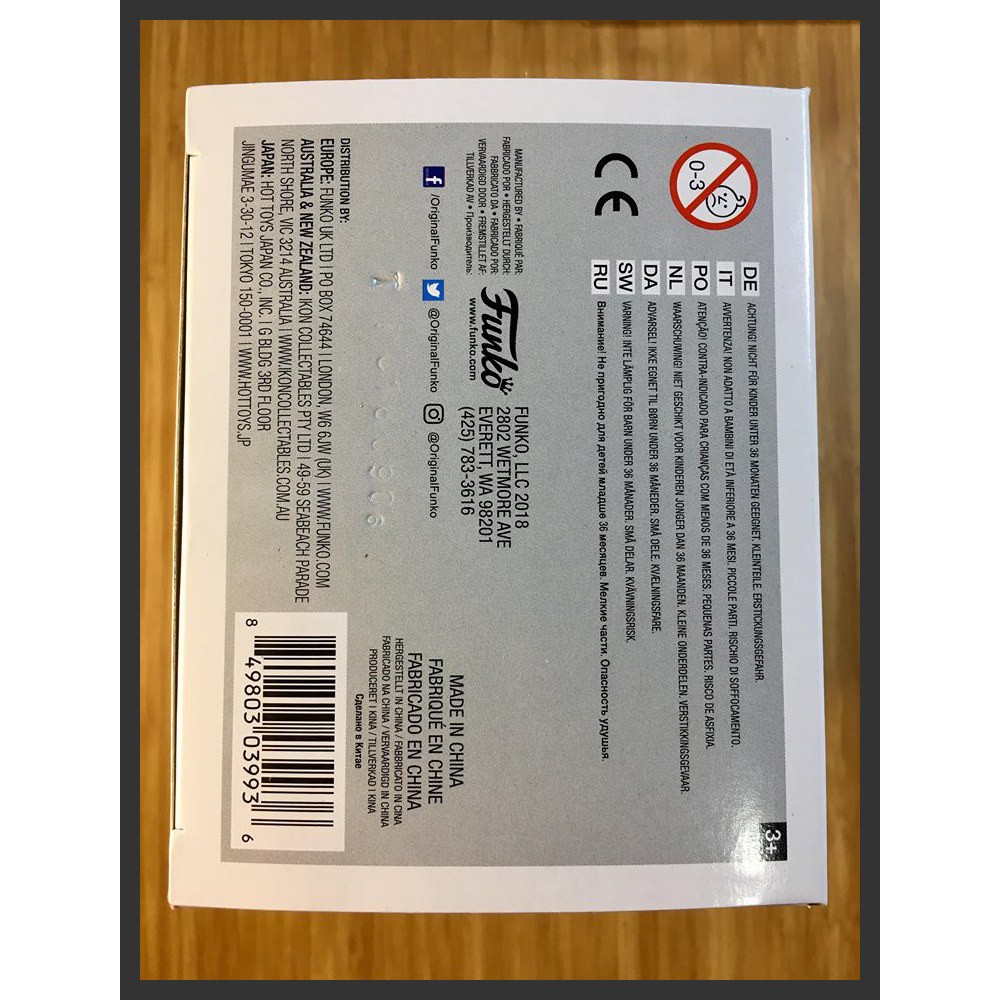 0-3
DE ACHTUNG! NICHT FÜR KINDER UNTER 36 MONATEN GEEIGNET. KLEINTEILE. ERSTICKUNGSGEFAHR.
IT AVVERTENZA! NON ADATTO A BAMBINI DI ETÀ INFERIORE A 36 MESI. PICCOLE PARTI. RISCHIO DI SOFFOCAMENTO.
PO ATENÇÃO! CONTRA-INDICADO PARA CRIANÇAS COM MENOS DE 36 MESES. PEQUENAS PARTES. RISCO DE ASFIXIA.
NL WAARSCHUWING! NIET GESCHIKT VOOR KINDEREN JONGER DAN 36 MAANDEN. KLEINE ONDERDELEN. VERSTIKKINGSGEVAAR.
DA ADVARSEL! IKKE EGNET TIL BØRN UNDER 36 MÅNEDER. SMÅ DELE. KVÆLNINGSFARE.
SW VARNING! INTE LÄMPLIG FÖR BARN UNDER 36 MÅNADER. SMÅ DELAR. KVÄVNINGSRISK.
RU Внимание! Не пригодно для детей младше 36 месяцев. Мелкие части. Опасность удушья.
3+
CE
MANUFACTURED BY • FABRIQUÉ PAR:
FABRICADO POR • HERGESTELLT DURCH:
FABBRICATO DA • FABRICADO POR:
VERVAARDIGD DOOR • FREMSTILLET AF:
TILLVERKAD AV • Производитель:
Funko
www.funko.com
FUNKO, LLC 2018
2802 WETMORE AVE
EVERETT, WA 98201
(425) 783-3616
/OriginalFunko @OriginalFunko @OriginalFunko
MADE IN CHINA
FABRIQUÉ EN CHINE
FABRICADO EN CHINA
HERGESTELLT IN CHINA / FABBRICATO IN CINA
FABRICADO NA CHINA / VERVAARDIGD IN CHINA
PRODUCERET I KINA / TILLVERKAD I KINA
Сделано в Китае
DISTRIBUTION BY:
EUROPE: FUNKO UK LTD | PO BOX 74644 | LONDON, W6 6JW (UK) | WWW.FUNKO.COM
AUSTRALIA & NEW ZEALAND: IKON COLLECTABLES PTY LTD | 49-59 SEABEACH PARADE
NORTH SHORE, VIC 3214 AUSTRALIA | WWW.IKONCOLLECTABLES.COM.AU
JAPAN: HOT TOYS JAPAN CO., INC. | G BLDG 3RD FLOOR
JINGUMAE 3-30-12 | TOKYO 150-0001 | WWW.HOTTOYS.JP
8 49803 03993 6